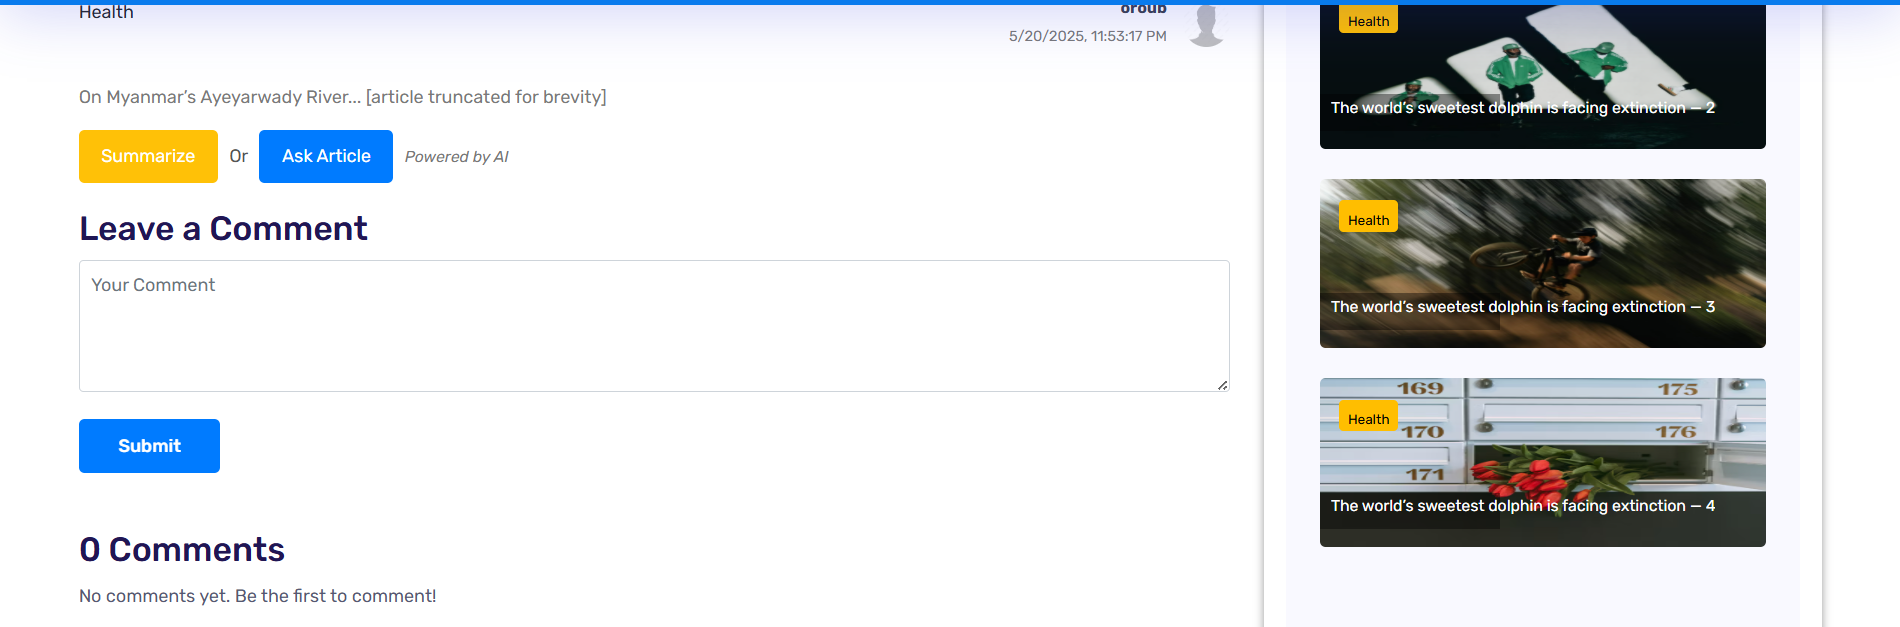 Health
oroub
5/20/2025, 11:53:17 PM
On Myanmar’s Ayeyarwady River... [article truncated for brevity]
Summarize
Or
Ask Article
Powered by AI
Leave a Comment
Your Comment
Submit
0 Comments
No comments yet. Be the first to comment!
Health
The world’s sweetest dolphin is facing extinction – 2
Health
The world’s sweetest dolphin is facing extinction – 3
169
175
Health
170
176
171
The world’s sweetest dolphin is facing extinction – 4